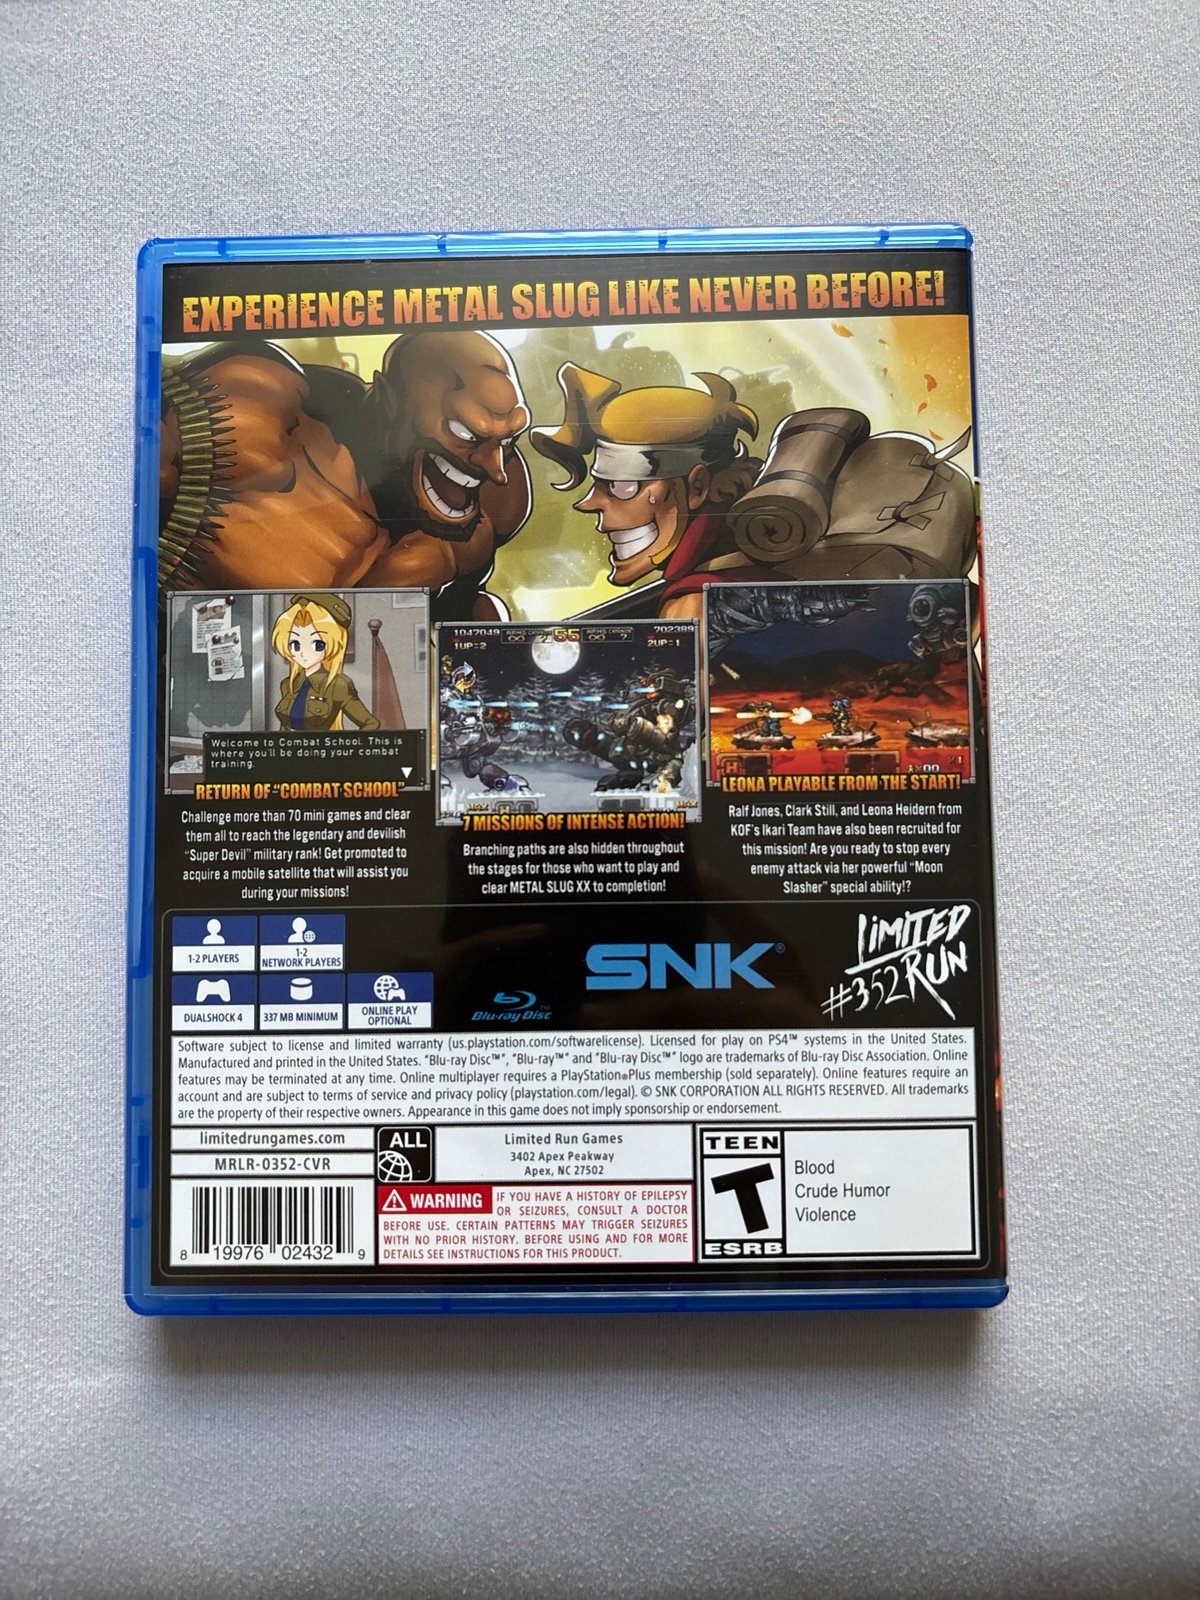 EXPERIENCE METAL SLUG LIKE NEVER BEFORE!
Welcome to Combat School. This is
where you'll be doing your combat
training.
RETURN OF "COMBAT SCHOOL"
Challenge more than 70 mini games and clear
them all to reach the legendary and devilish
"Super Devil" military rank! Get promoted to
acquire a mobile satellite that will assist you
during your missions!
1047049 ARMS 55 ARMS 702389
1UP=2 2UP=1
7 MISSIONS OF INTENSE ACTION!
Branching paths are also hidden throughout
the stages for those who want to play and
clear METAL SLUG XX to completion!
LEONA PLAYABLE FROM THE START!
Ralf Jones, Clark Still, and Leona Heidern from
KOF's Ikari Team have also been recruited for
this mission! Are you ready to stop every
enemy attack via her powerful "Moon
Slasher" special ability!?
1-2 PLAYERS
1-2
NETWORK PLAYERS
DUALSHOCK 4
337 MB MINIMUM
ONLINE PLAY
OPTIONAL
Blu-ray Disc™
SNK®
LIMITED
RUN
#352
Software subject to license and limited warranty (us.playstation.com/softwarelicense). Licensed for play on PS4™ systems in the United States.
Manufactured and printed in the United States. "Blu-ray Disc™", "Blu-ray™" and "Blu-ray Disc™" logo are trademarks of Blu-ray Disc Association. Online
features may be terminated at any time. Online multiplayer requires a PlayStation®Plus membership (sold separately). Online features require an
account and are subject to terms of service and privacy policy (playstation.com/legal). © SNK CORPORATION ALL RIGHTS RESERVED. All trademarks
are the property of their respective owners. Appearance in this game does not imply sponsorship or endorsement.
limitedrungames.com
MRLR-0352-CVR
8 19976 02432 9
ALL
Limited Run Games
3402 Apex Peakway
Apex, NC 27502
WARNING IF YOU HAVE A HISTORY OF EPILEPSY
OR SEIZURES, CONSULT A DOCTOR
BEFORE USE. CERTAIN PATTERNS MAY TRIGGER SEIZURES
WITH NO PRIOR HISTORY. BEFORE USING AND FOR MORE
DETAILS SEE INSTRUCTIONS FOR THIS PRODUCT.
TEEN
T
ESRB
Blood
Crude Humor
Violence